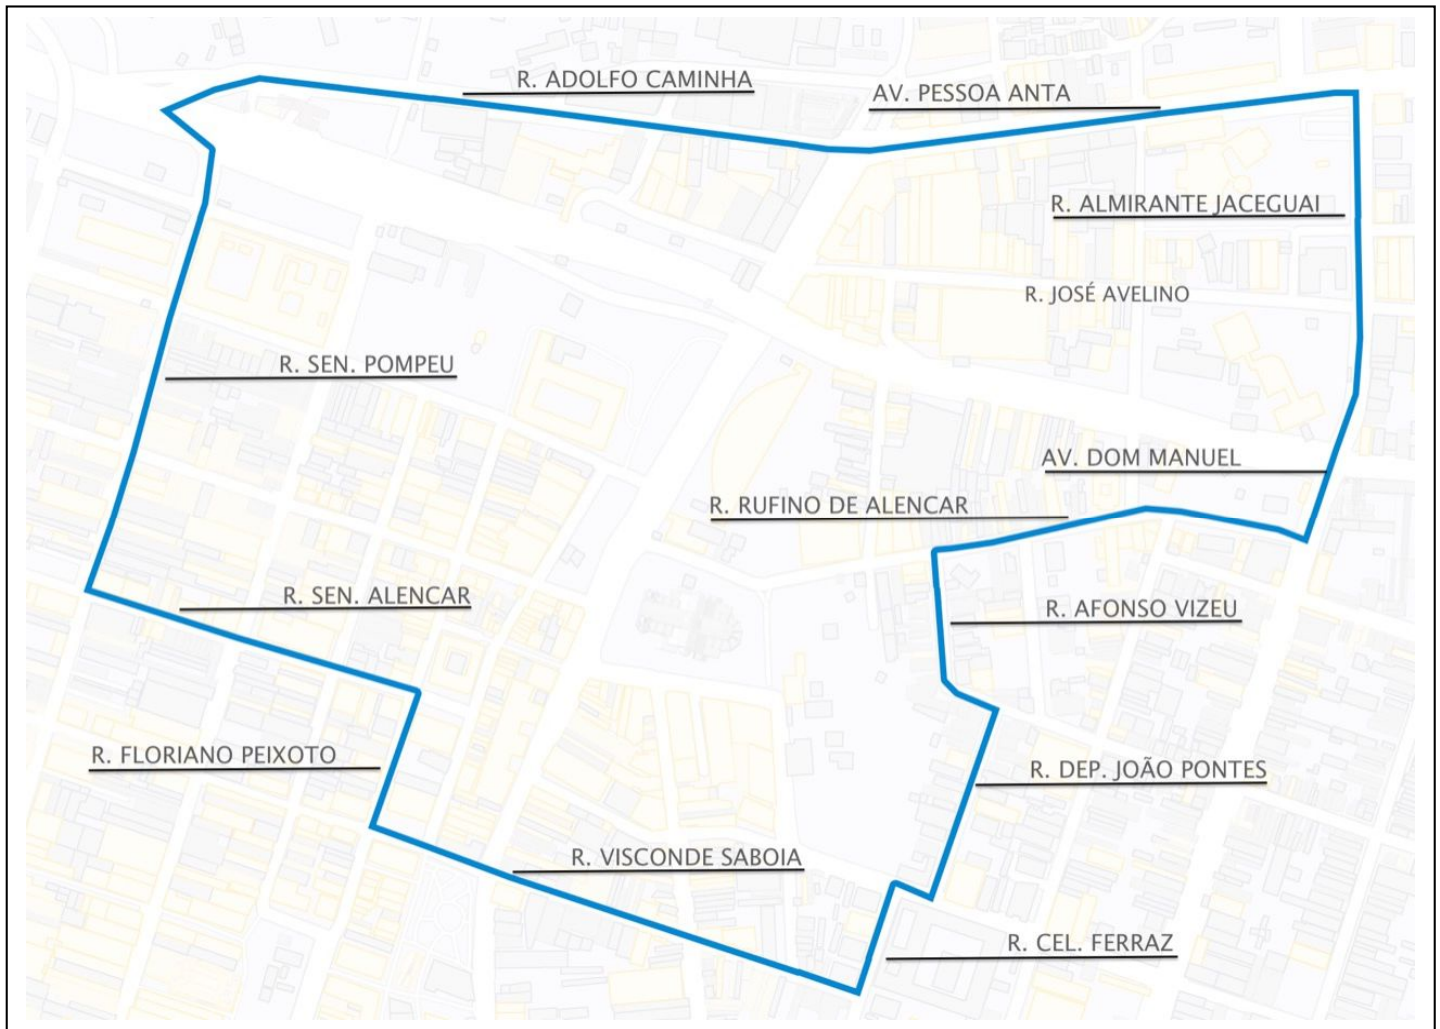 R. ADOLFO CAMINHA
AV. PESSOA ANTA
R. ALMIRANTE JACEGUAI
R. JOSÉ AVELINO
R. SEN. POMPEU
AV. DOM MANUEL
R. RUFINO DE ALENCAR
R. SEN. ALENCAR
R. AFONSO VIZEU
R. FLORIANO PEIXOTO
R. DEP. JOÃO PONTES
R. VISCONDE SABOIA
R. CEL. FERRAZ